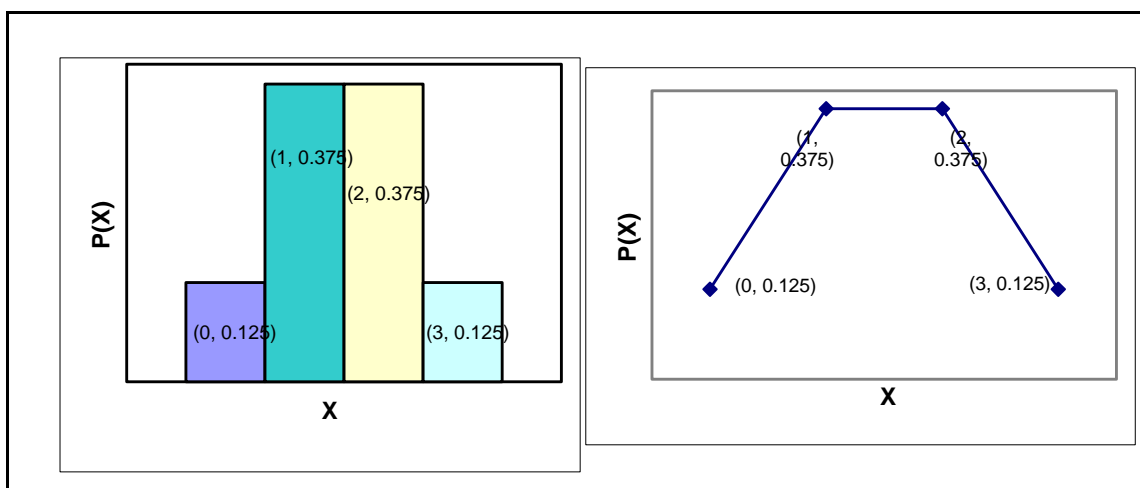 P(X)
(0, 0.125)
(1, 0.375)
(2, 0.375)
(3, 0.125)
X
P(X)
(0, 0.125)
(1,
0.375)
(2,
0.375)
(3, 0.125)
X